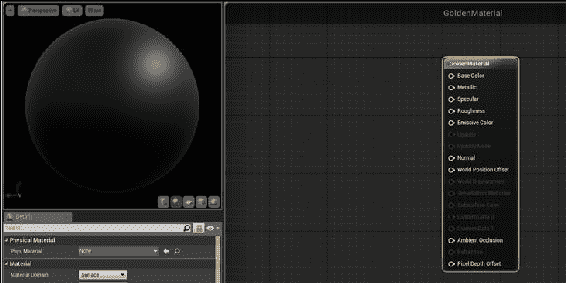 Perspective Lit Show
GoldenMaterial
GoldenMaterial
Base Color
Metallic
Specular
Roughness
Emissive Color
Opacity
Opacity Mask
Normal
World Position Offset
World Displacement
Tessellation Multiplier
Subsurface Color
Custom Data 0
Custom Data 1
Ambient Occlusion
Refraction
Pixel Depth Offset
Details
Search
Physical Material
Phys Material
None
Material
Material Domain
Surface